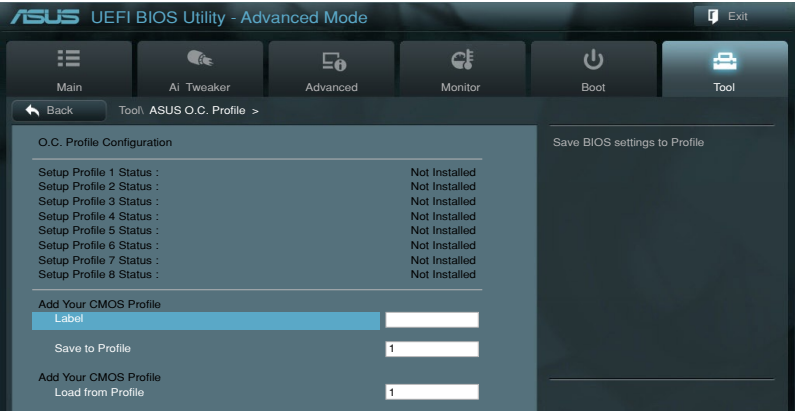 ASUS UEFI BIOS Utility - Advanced Mode
Exit
Main
Ai Tweaker
Advanced
Monitor
Boot
Tool
Back
Tool\ ASUS O.C. Profile >
O.C. Profile Configuration
Save BIOS settings to Profile
Setup Profile 1 Status : Not Installed
Setup Profile 2 Status : Not Installed
Setup Profile 3 Status : Not Installed
Setup Profile 4 Status : Not Installed
Setup Profile 5 Status : Not Installed
Setup Profile 6 Status : Not Installed
Setup Profile 7 Status : Not Installed
Setup Profile 8 Status : Not Installed
Add Your CMOS Profile
Label
Save to Profile 1
Add Your CMOS Profile
Load from Profile 1